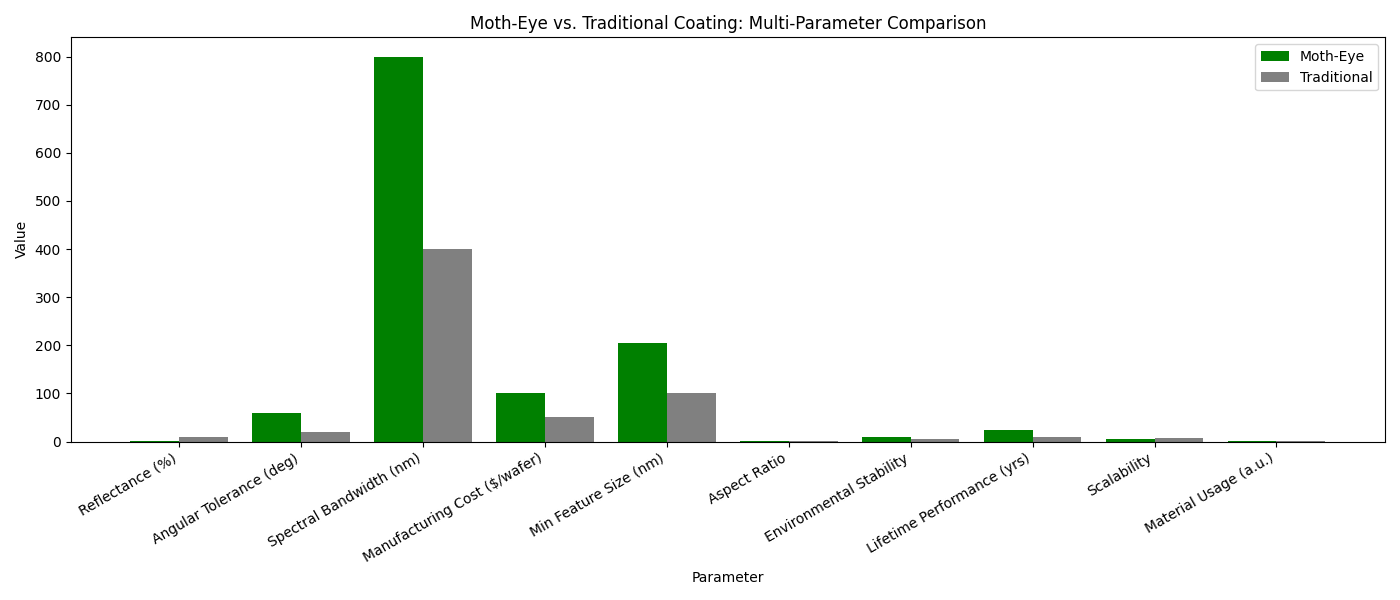 Moth-Eye vs. Traditional Coating: Multi-Parameter Comparison
Moth-Eye
Traditional
Value
800
700
600
500
400
300
200
100
0
Reflectance (%)
Angular Tolerance (deg)
Spectral Bandwidth (nm)
Manufacturing Cost ($/wafer)
Min Feature Size (nm)
Aspect Ratio
Environmental Stability
Lifetime Performance (yrs)
Scalability
Material Usage (a.u.)
Parameter